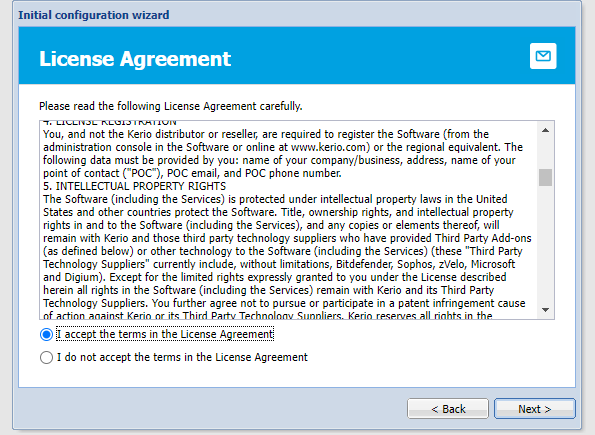 Initial configuration wizard
License Agreement
Please read the following License Agreement carefully.
4. LICENSE REGISTRATION
You, and not the Kerio distributor or reseller, are required to register the Software (from the
administration console in the Software or online at www.kerio.com) or the regional equivalent. The
following data must be provided by you: name of your company/business, address, name of your
point of contact ("POC"), POC email, and POC phone number.
5. INTELLECTUAL PROPERTY RIGHTS
The Software (including the Services) is protected under intellectual property laws in the United
States and other countries protect the Software. Title, ownership rights, and intellectual property
rights in and to the Software (including the Services), and any copies or elements thereof, will
remain with Kerio and those third party technology suppliers who have provided Third Party Add-ons
(as defined below) or other technology to the Software (including the Services) (these "Third Party
Technology Suppliers" currently include, without limitations, Bitdefender, Sophos, zVelo, Microsoft
and Digium). Except for the limited rights expressly granted to you under the License described
herein all rights in the Software (including the Services) remain with Kerio and its Third Party
Technology Suppliers. You further agree not to pursue or participate in a patent infringement cause
of action against Kerio or its Third Party Technology Suppliers. Kerio reserves all rights in the
I accept the terms in the License Agreement
I do not accept the terms in the License Agreement
< Back
Next >